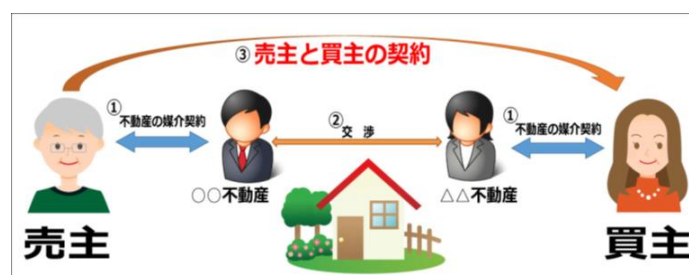 ③売主と買主の契約
①不動産の媒介契約
②交渉
①不動産の媒介契約
○○不動産
△△不動産
売主
買主